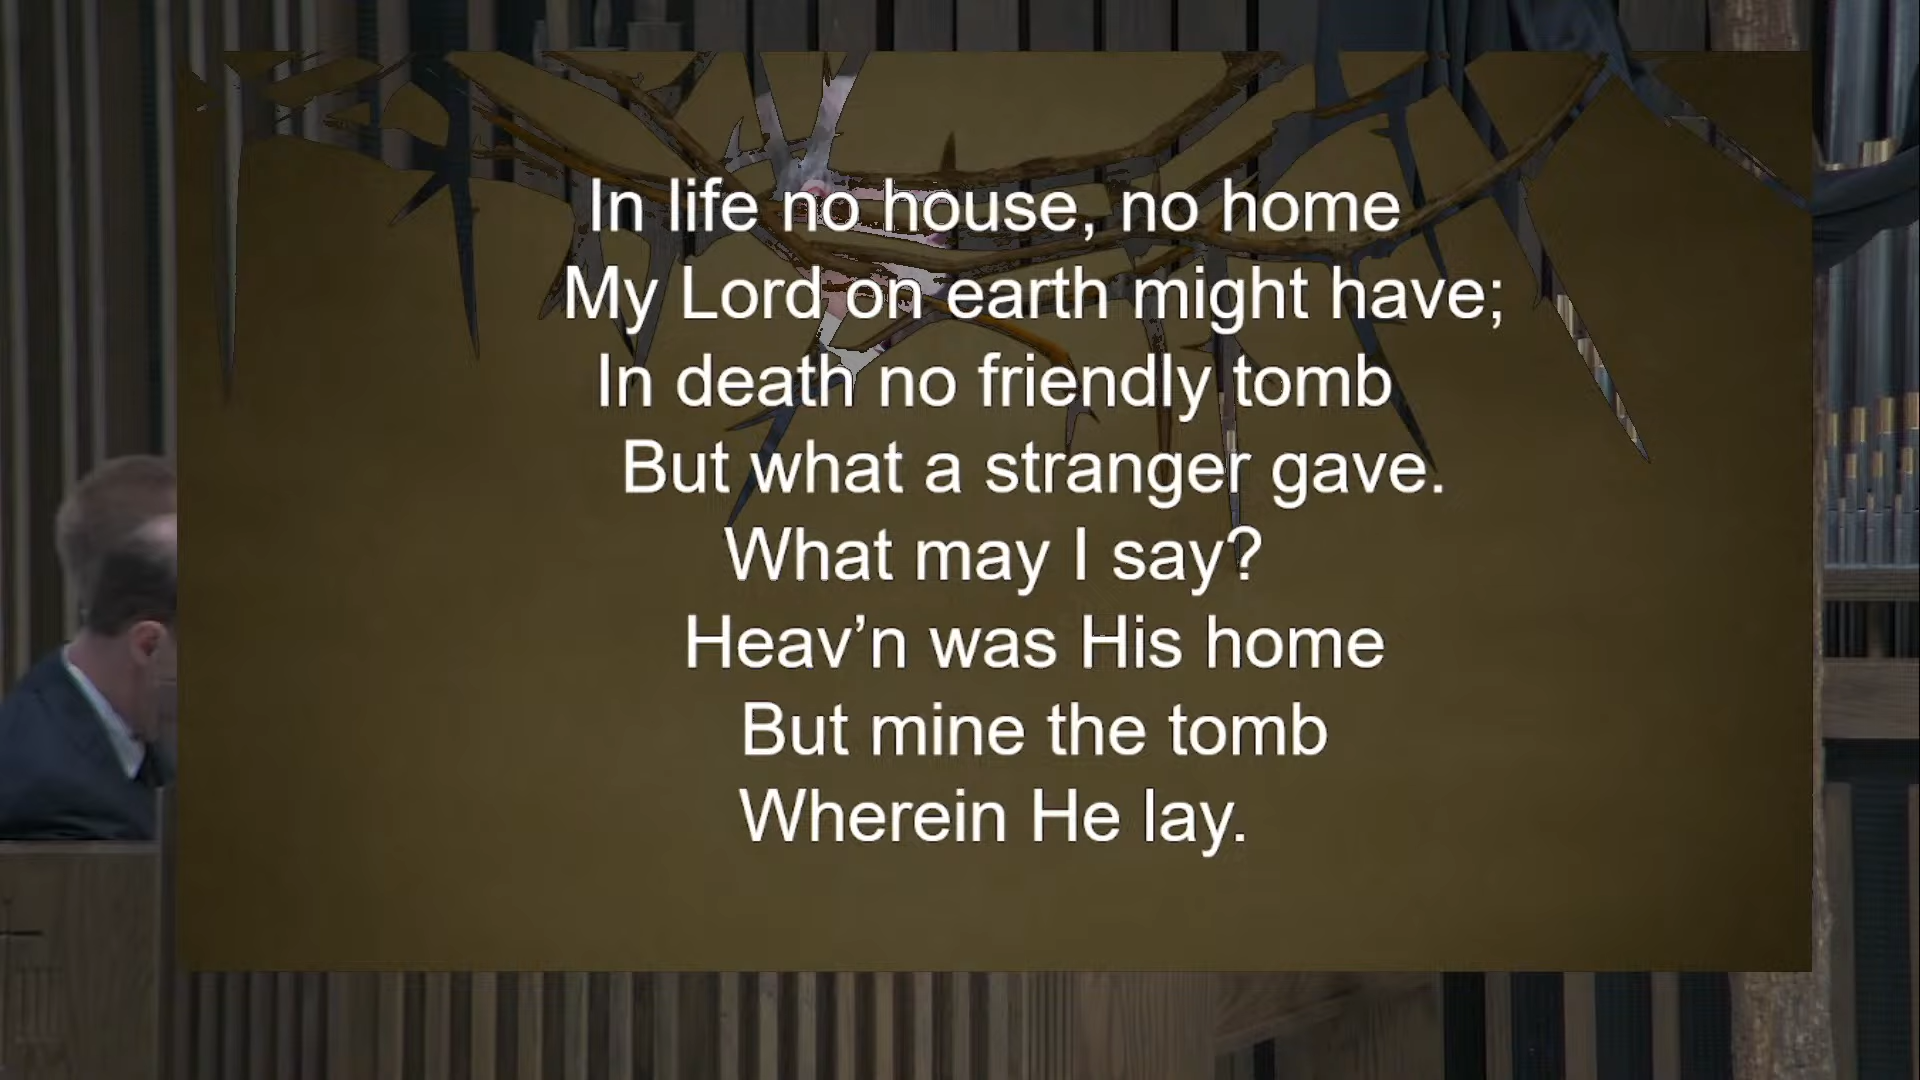 In life no house, no home
My Lord on earth might have;
In death no friendly tomb
But what a stranger gave.
What may I say?
Heav’n was His home
But mine the tomb
Wherein He lay.